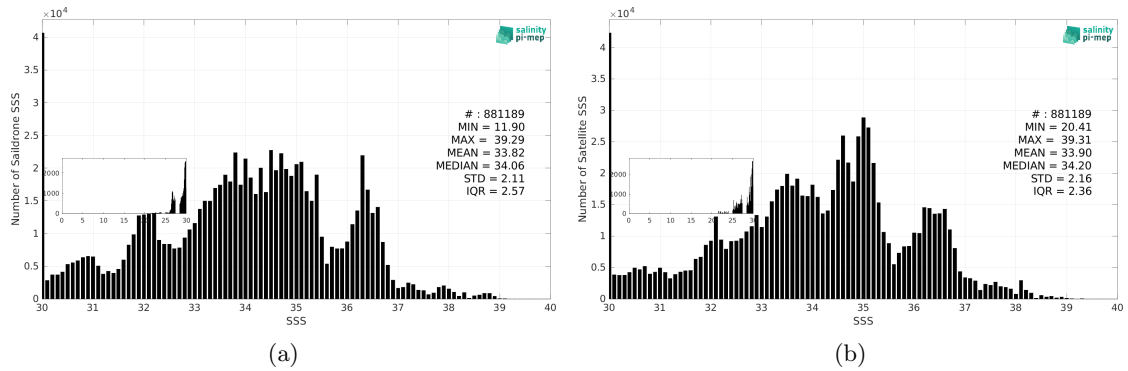 ×10⁴
salinity
pi-mep
4
3.5
3
2.5
2
1.5
1
0.5
0
Number of Saildrone SSS
# : 881189
MIN = 11.90
MAX = 39.29
MEAN = 33.82
MEDIAN = 34.06
STD = 2.11
IQR = 2.57
2000
1000
0
0 5 10 15 20 25 30
30 31 32 33 34 35 36 37 38 39 40
SSS
(a)
×10⁴
salinity
pi-mep
4
3.5
3
2.5
2
1.5
1
0.5
0
Number of Satellite SSS
# : 881189
MIN = 20.41
MAX = 39.31
MEAN = 33.90
MEDIAN = 34.20
STD = 2.16
IQR = 2.36
2000
1000
0
0 5 10 15 20 25 30
30 31 32 33 34 35 36 37 38 39 40
SSS
(b)